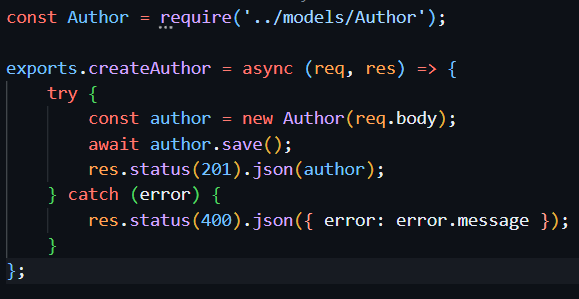 const Author = require('../models/Author');
exports.createAuthor = async (req, res) => {
try {
const author = new Author(req.body);
await author.save();
res.status(201).json(author);
} catch (error) {
res.status(400).json({ error: error.message });
}
};